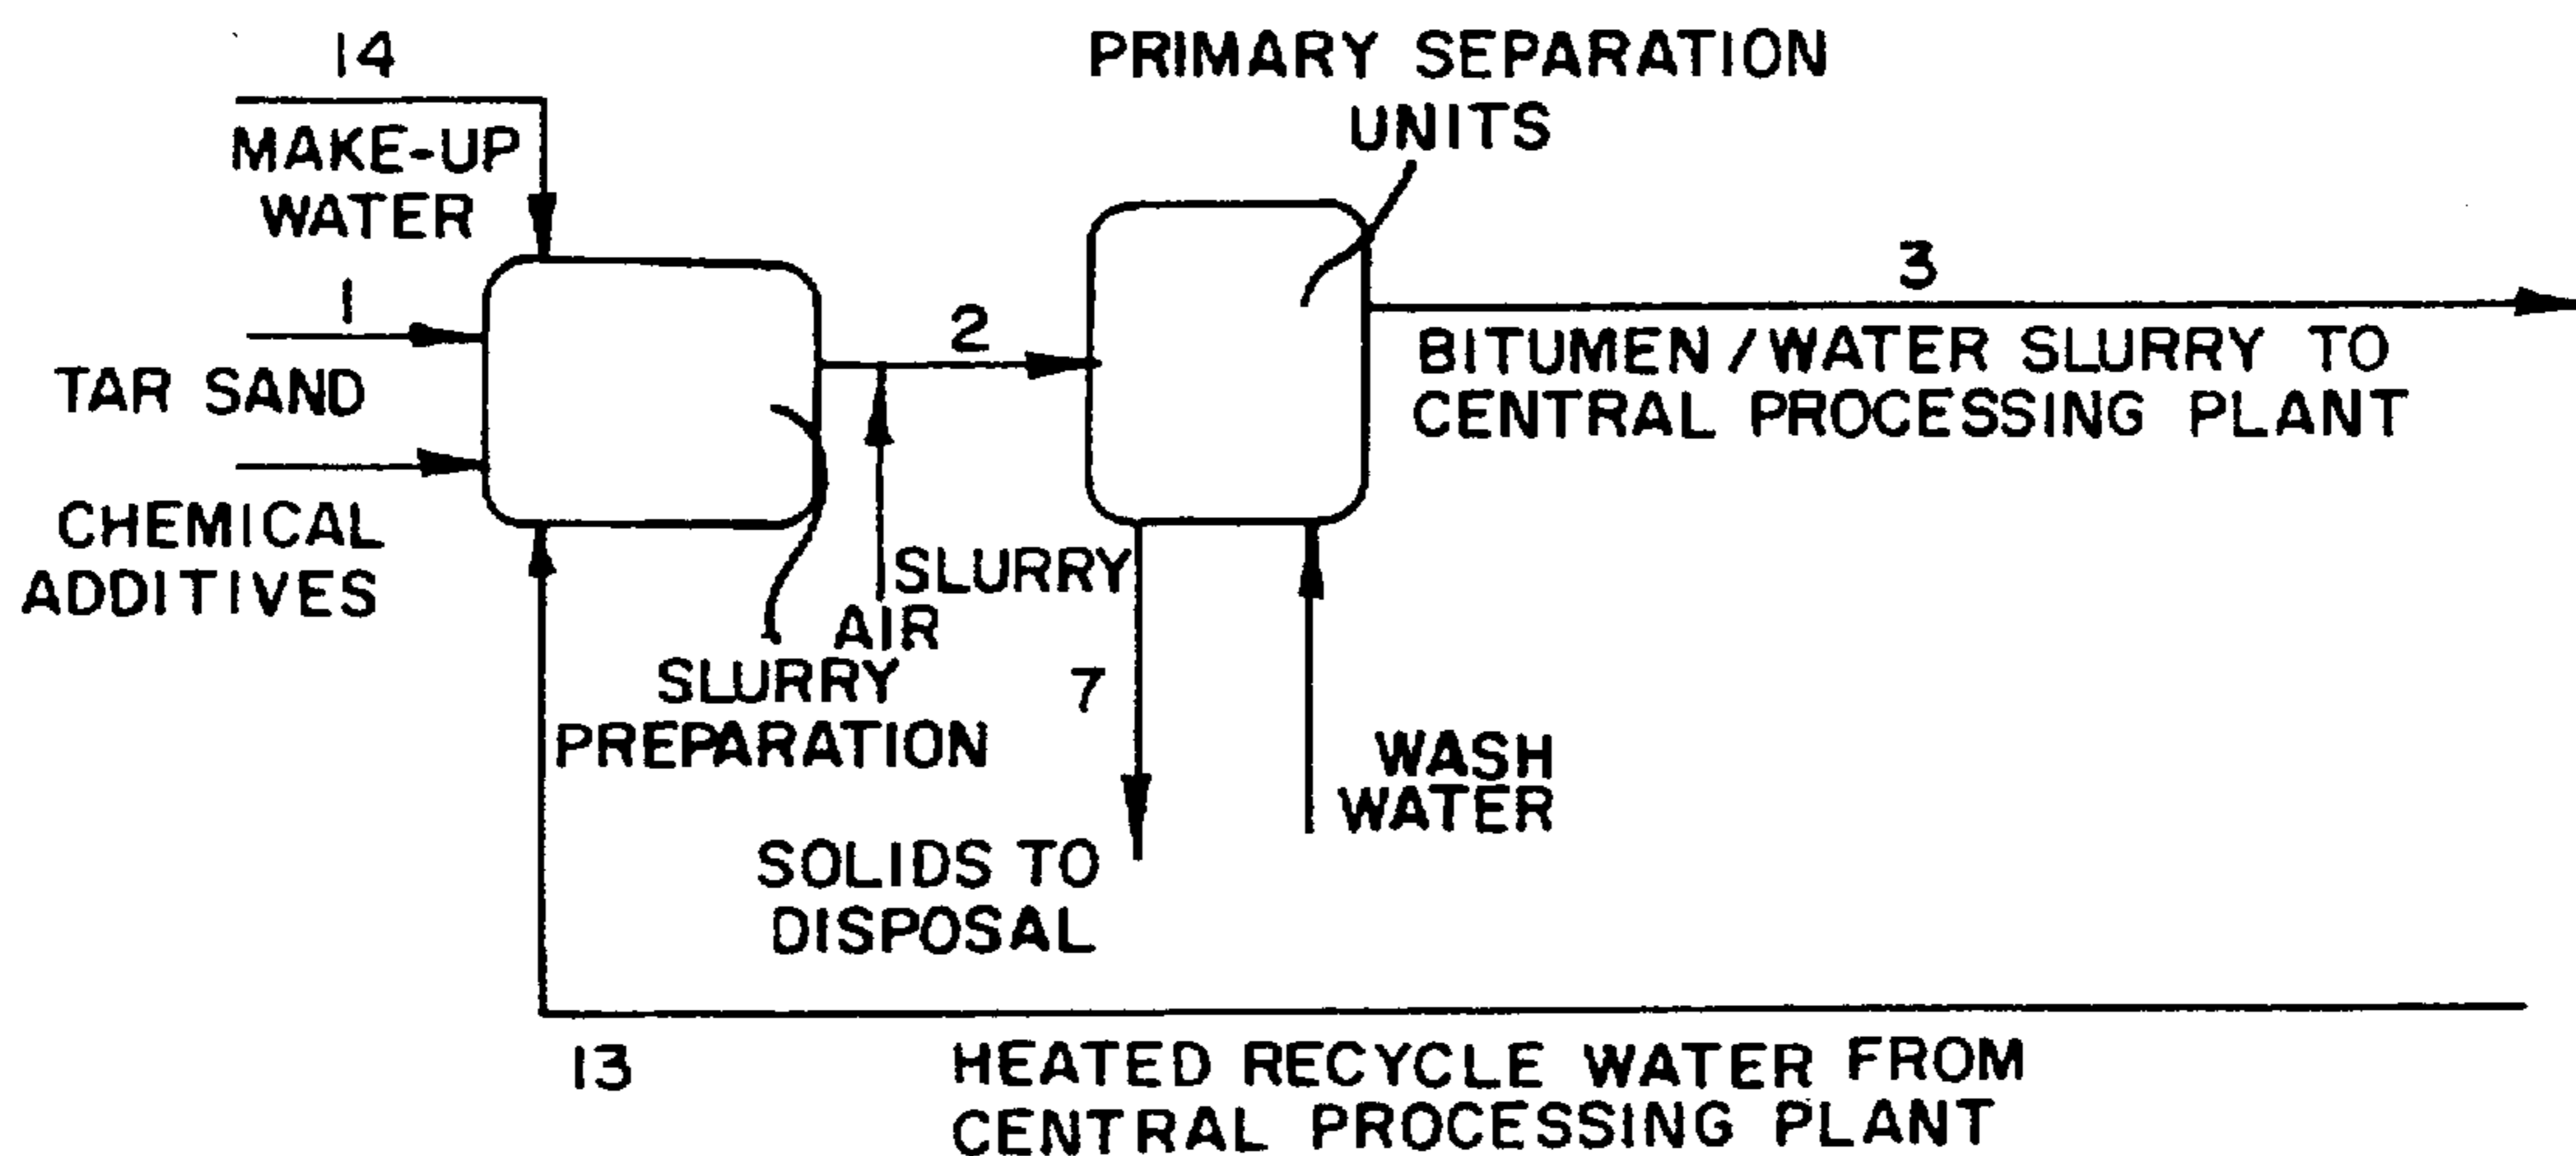 14
MAKE-UP
WATER
1
TAR SAND
CHEMICAL
ADDITIVES
PRIMARY SEPARATION
UNITS
2
3
BITUMEN/WATER SLURRY TO
CENTRAL PROCESSING PLANT
SLURRY
AIR
SLURRY
PREPARATION
7
WASH
WATER
SOLIDS TO
DISPOSAL
13
HEATED RECYCLE WATER FROM
CENTRAL PROCESSING PLANT